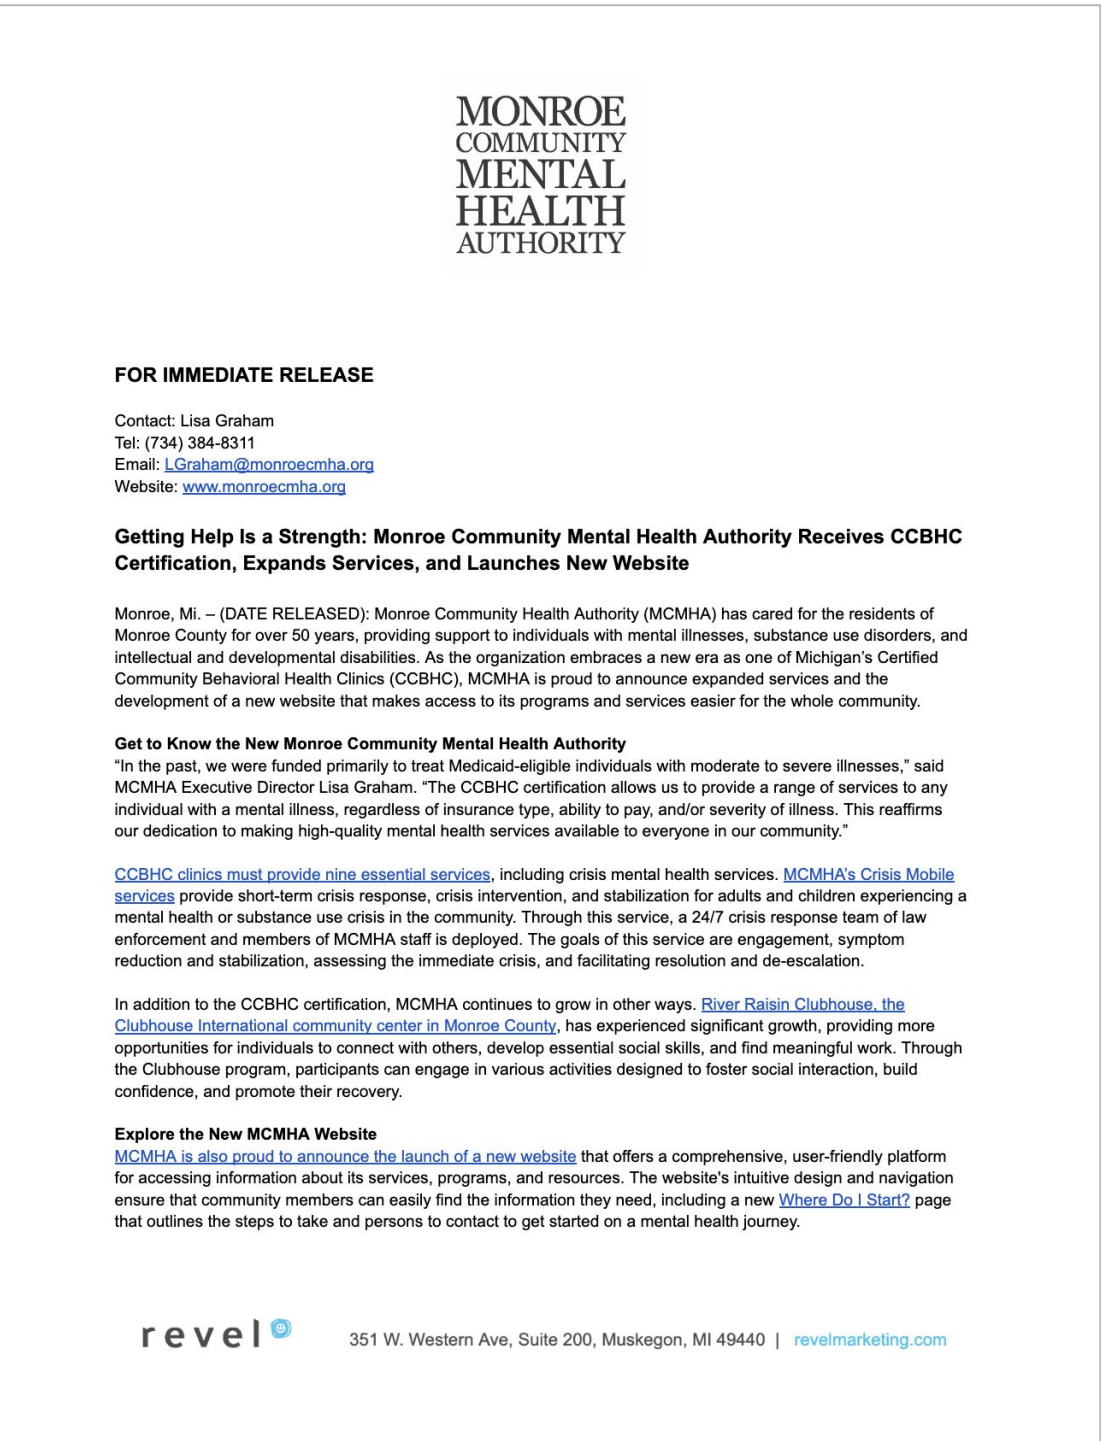 MONROE
COMMUNITY
MENTAL
HEALTH
AUTHORITY
FOR IMMEDIATE RELEASE
Contact: Lisa Graham
Tel: (734) 384-8311
Email: LGraham@monroecmha.org
Website: www.monroecmha.org
Getting Help Is a Strength: Monroe Community Mental Health Authority Receives CCBHC
Certification, Expands Services, and Launches New Website
Monroe, Mi. – (DATE RELEASED): Monroe Community Health Authority (MCMHA) has cared for the residents of
Monroe County for over 50 years, providing support to individuals with mental illnesses, substance use disorders, and
intellectual and developmental disabilities. As the organization embraces a new era as one of Michigan’s Certified
Community Behavioral Health Clinics (CCBHC), MCMHA is proud to announce expanded services and the
development of a new website that makes access to its programs and services easier for the whole community.
Get to Know the New Monroe Community Mental Health Authority
“In the past, we were funded primarily to treat Medicaid-eligible individuals with moderate to severe illnesses,” said
MCMHA Executive Director Lisa Graham. “The CCBHC certification allows us to provide a range of services to any
individual with a mental illness, regardless of insurance type, ability to pay, and/or severity of illness. This reaffirms
our dedication to making high-quality mental health services available to everyone in our community.”
CCBHC clinics must provide nine essential services, including crisis mental health services. MCMHA’s Crisis Mobile
services provide short-term crisis response, crisis intervention, and stabilization for adults and children experiencing a
mental health or substance use crisis in the community. Through this service, a 24/7 crisis response team of law
enforcement and members of MCMHA staff is deployed. The goals of this service are engagement, symptom
reduction and stabilization, assessing the immediate crisis, and facilitating resolution and de-escalation.
In addition to the CCBHC certification, MCMHA continues to grow in other ways. River Raisin Clubhouse, the
Clubhouse International community center in Monroe County, has experienced significant growth, providing more
opportunities for individuals to connect with others, develop essential social skills, and find meaningful work. Through
the Clubhouse program, participants can engage in various activities designed to foster social interaction, build
confidence, and promote their recovery.
Explore the New MCMHA Website
MCMHA is also proud to announce the launch of a new website that offers a comprehensive, user-friendly platform
for accessing information about its services, programs, and resources. The website's intuitive design and navigation
ensure that community members can easily find the information they need, including a new Where Do I Start? page
that outlines the steps to take and persons to contact to get started on a mental health journey.
revel 351 W. Western Ave, Suite 200, Muskegon, MI 49440 | revelmarketing.com